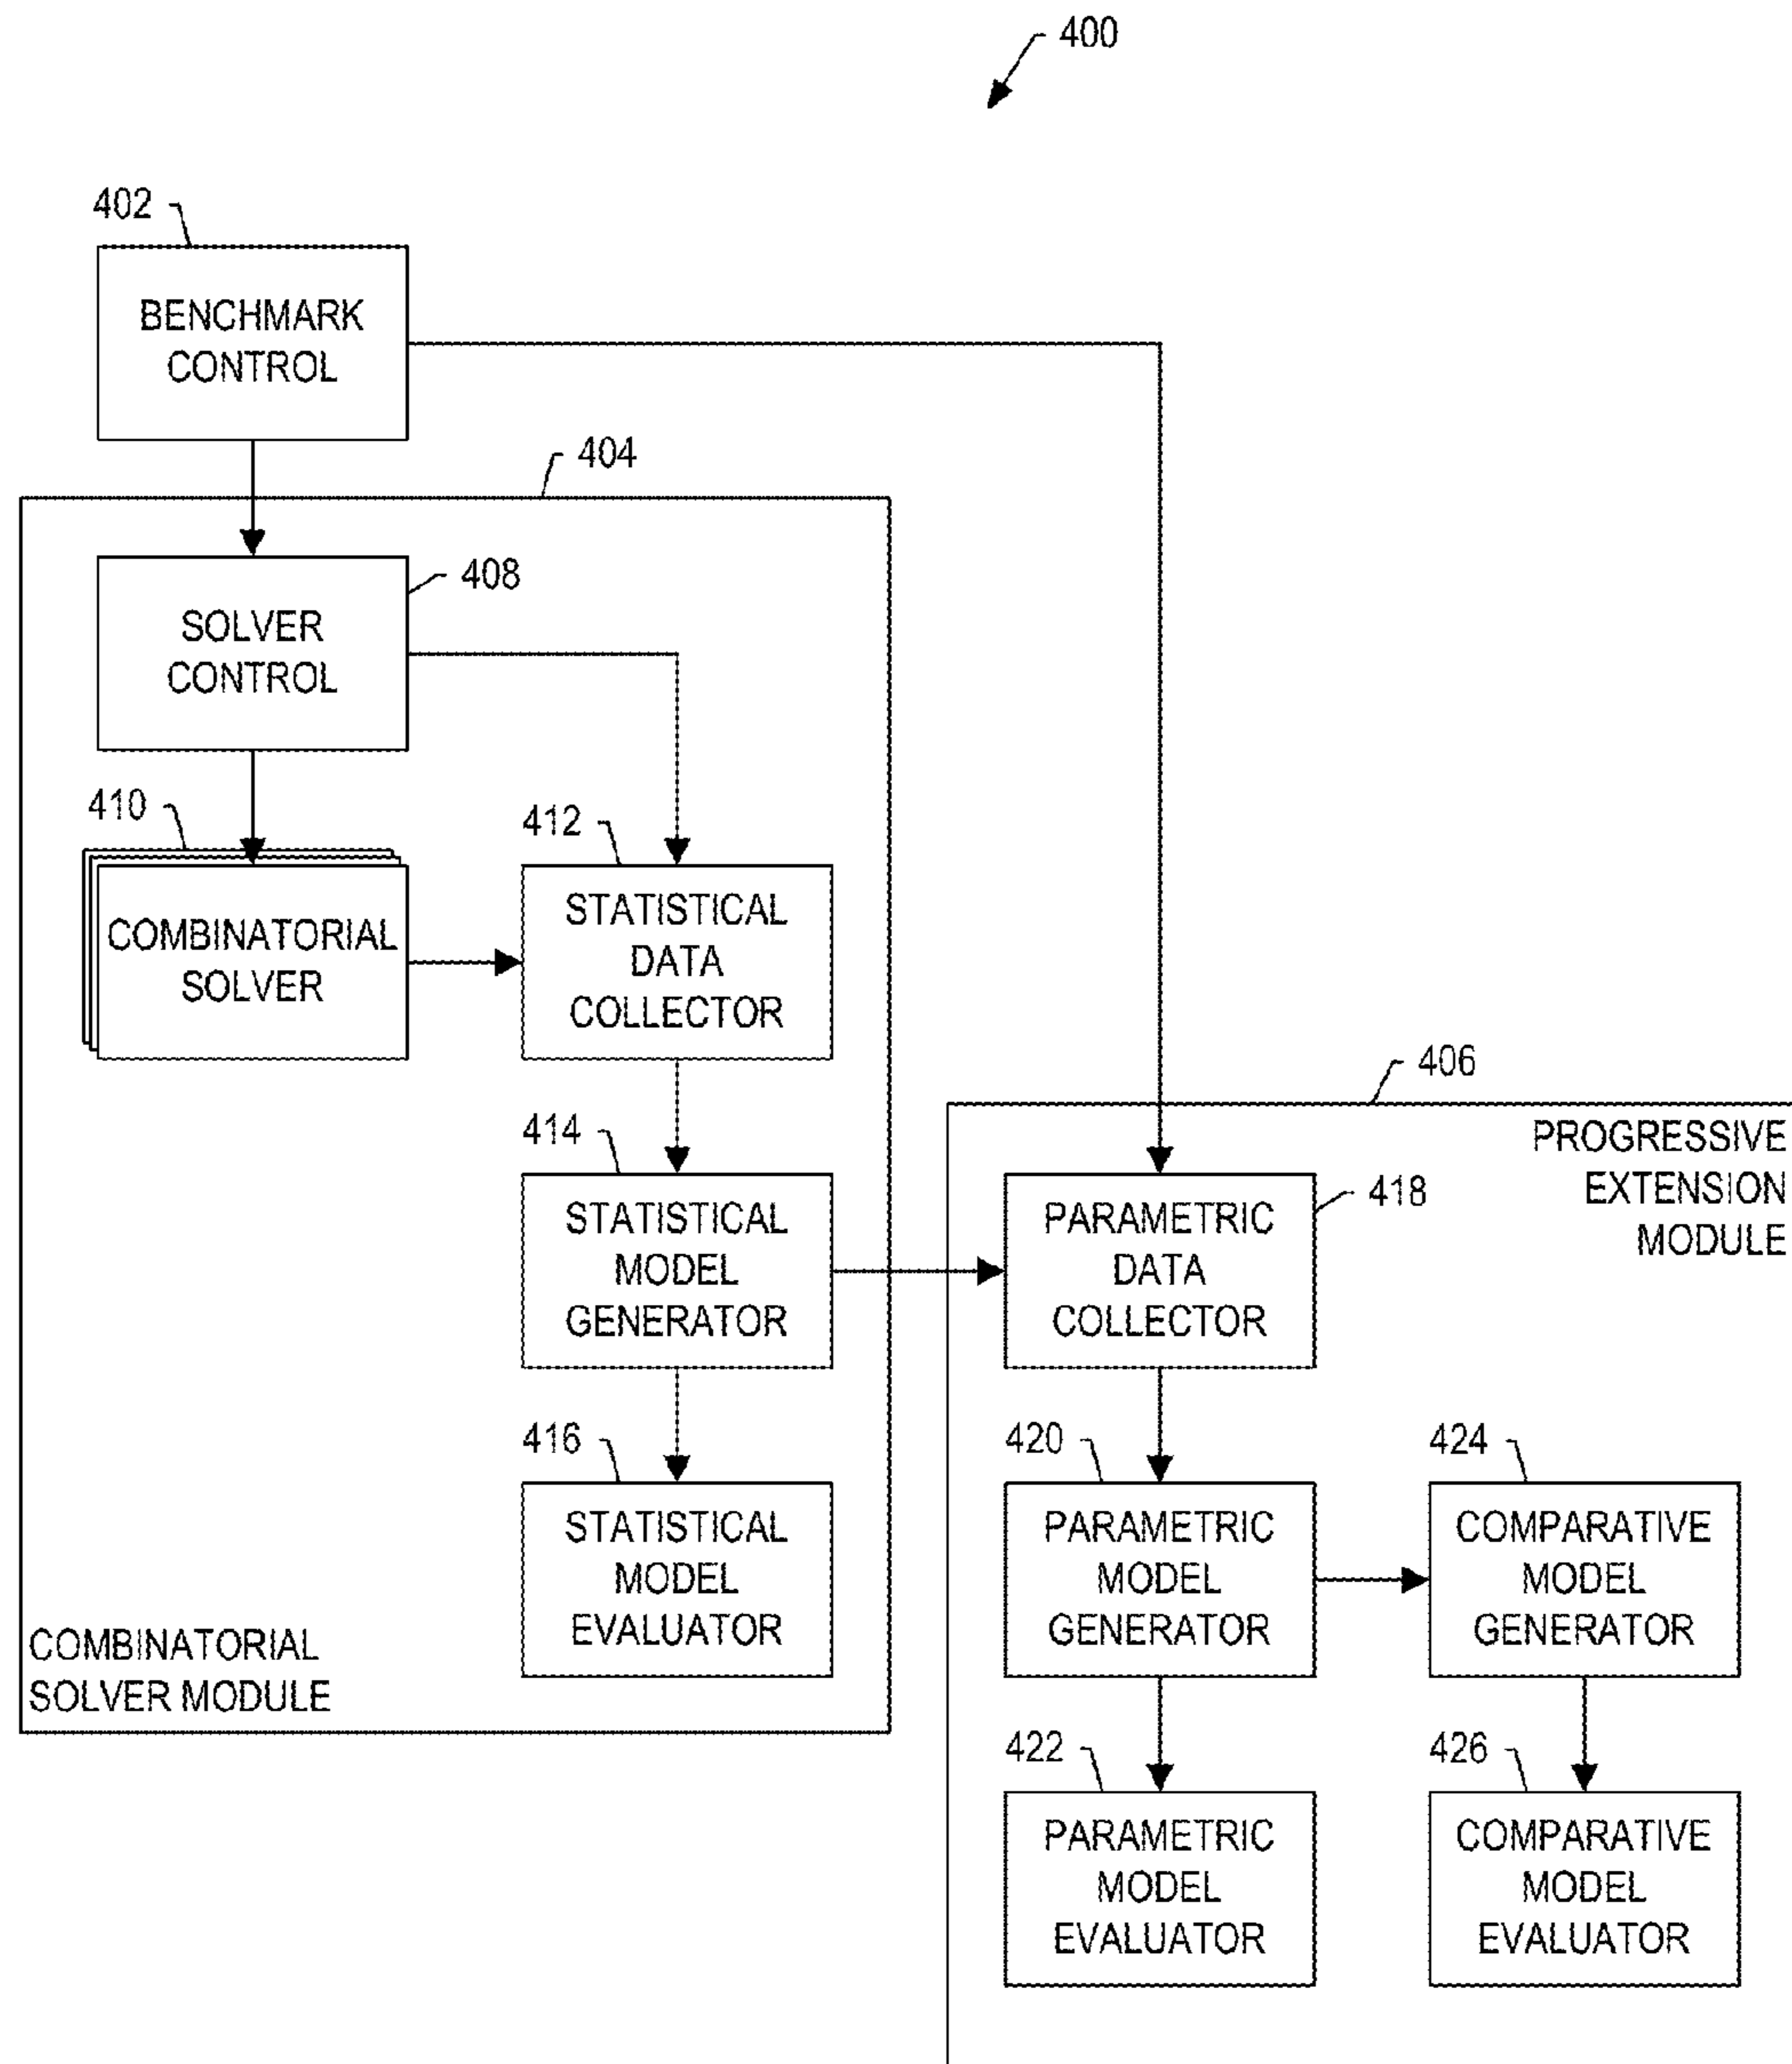 400
402
BENCHMARK
CONTROL
404
408
SOLVER
CONTROL
410
COMBINATORIAL
SOLVER
412
STATISTICAL
DATA
COLLECTOR
414
STATISTICAL
MODEL
GENERATOR
416
STATISTICAL
MODEL
EVALUATOR
COMBINATORIAL
SOLVER MODULE
406
PROGRESSIVE
EXTENSION
MODULE
418
PARAMETRIC
DATA
COLLECTOR
420
PARAMETRIC
MODEL
GENERATOR
424
COMPARATIVE
MODEL
GENERATOR
422
PARAMETRIC
MODEL
EVALUATOR
426
COMPARATIVE
MODEL
EVALUATOR